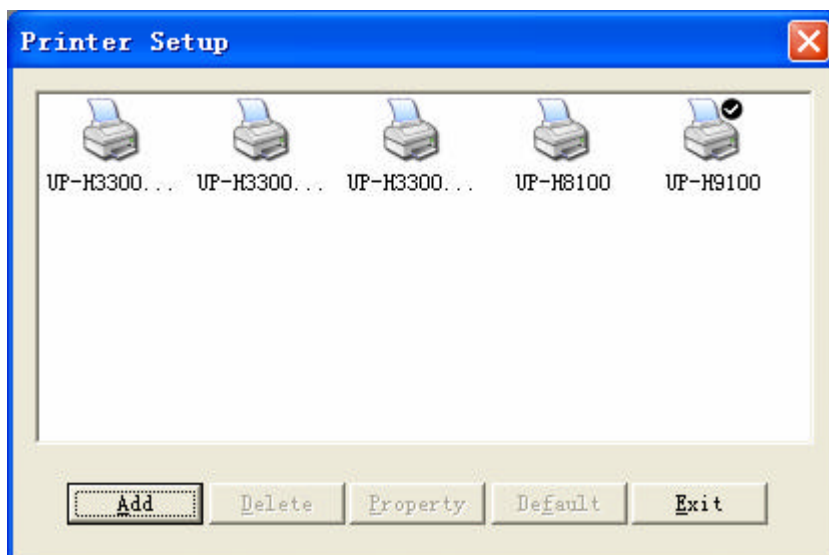 Printer Setup
UP-H3300... UP-H3300... UP-H3300... UP-H8100 UP-H9100
Add Delete Property Default Exit